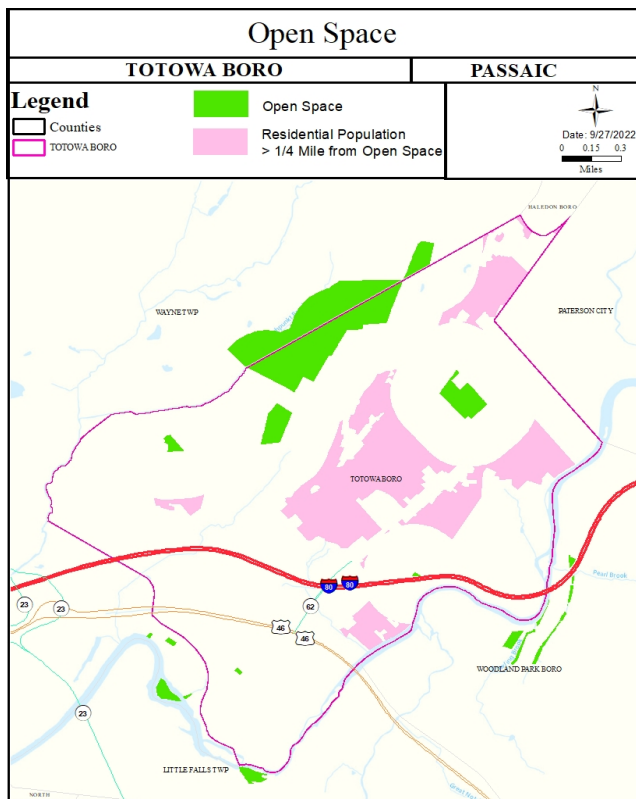 Open Space
TOTOWA BORO
PASSAIC
Legend
Counties
TOTOWA BORO
Open Space
Residential Population
> 1/4 Mile from Open Space
N
Date: 9/27/2022
0 0.15 0.3
Miles
HALEDON BORO
WAYNE TWP
PATERSON CITY
TOTOWA BORO
80
80
Pearl Brook
23
23
62
46
46
WOODLAND PARK BORO
23
LITTLE FALLS TWP
NORTH